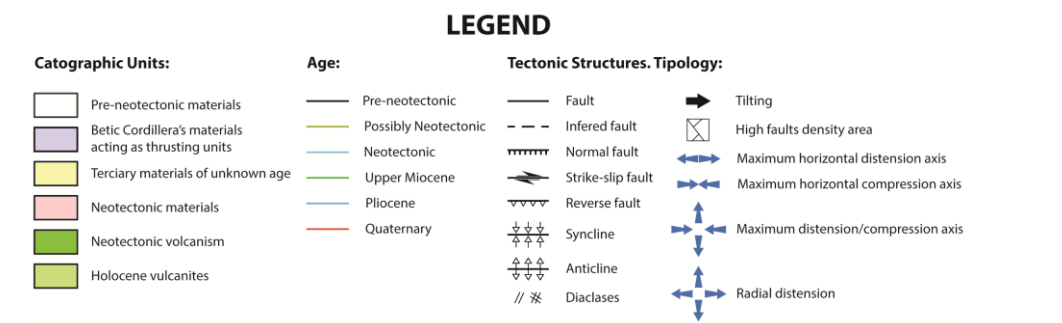 LEGEND
Catographic Units:
Pre-neotectonic materials
Betic Cordillera's materials
acting as thrusting units
Terciary materials of unknown age
Neotectonic materials
Neotectonic volcanism
Holocene vulcanites
Age:
Pre-neotectonic
Possibly Neotectonic
Neotectonic
Upper Miocene
Pliocene
Quaternary
Tectonic Structures. Tipology:
Fault
Infered fault
Normal fault
Strike-slip fault
Reverse fault
Syncline
Anticline
Diaclases
Tilting
High faults density area
Maximum horizontal distension axis
Maximum horizontal compression axis
Maximum distension/compression axis
Radial distension